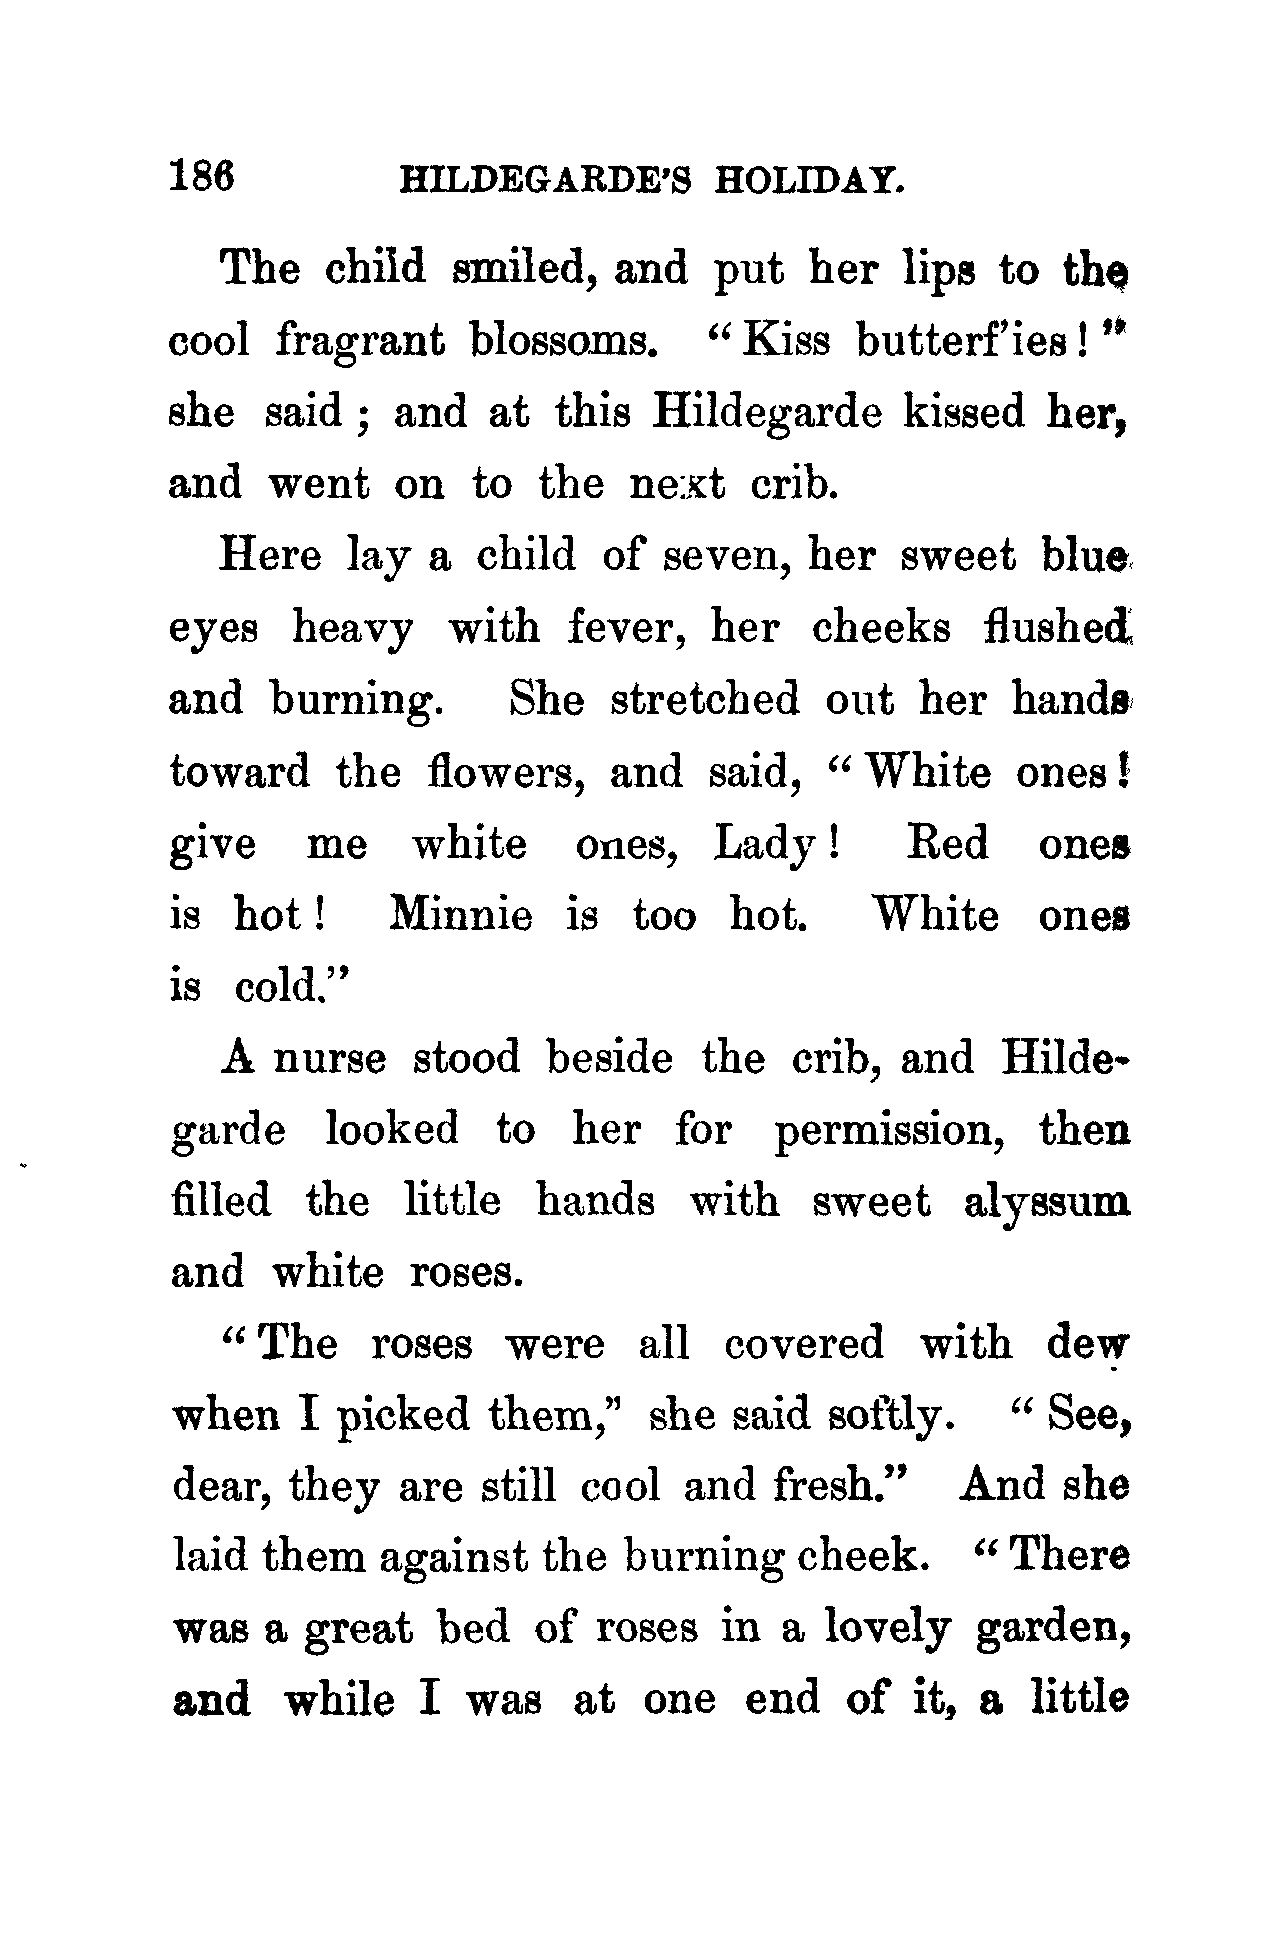 186 HILDEGARDE'S HOLIDAY.
The child smiled, and put her lips to the
cool fragrant blossoms. “Kiss butterf’ies!”
she said; and at this Hildegarde kissed her,
and went on to the next crib.
Here lay a child of seven, her sweet blue
eyes heavy with fever, her cheeks flushed
and burning. She stretched out her hands
toward the flowers, and said, “White ones!
give me white ones, Lady! Red ones
is hot! Minnie is too hot. White ones
is cold.”
A nurse stood beside the crib, and Hilde-
garde looked to her for permission, then
filled the little hands with sweet alyssum
and white roses.
“The roses were all covered with dew
when I picked them,” she said softly. “See,
dear, they are still cool and fresh.” And she
laid them against the burning cheek. “There
was a great bed of roses in a lovely garden,
and while I was at one end of it, a little